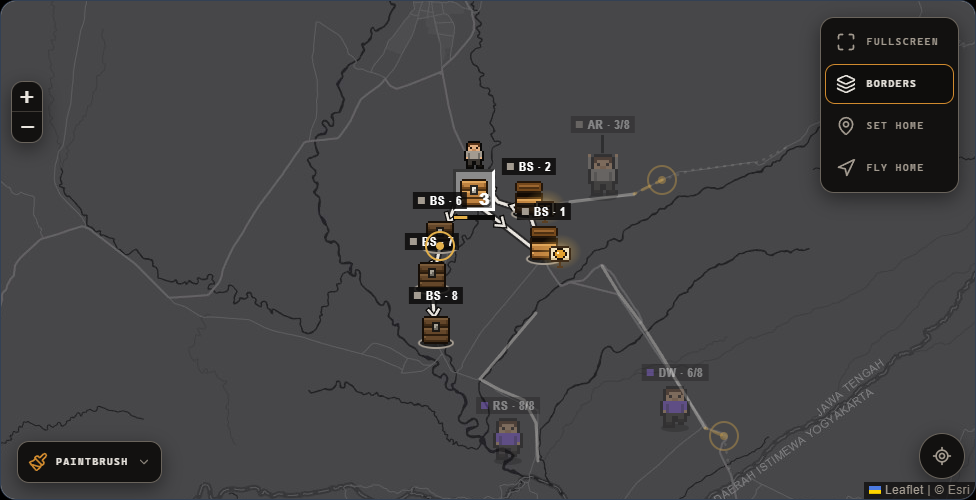 FULLSCREEN
BORDERS
SET HOME
FLY HOME
+
−
AR - 3/8
BS - 2
BS - 6
3
BS - 1
BS - 7
BS - 8
DW - 6/8
RS - 8/8
JAWA TENGAH
DAERAH ISTIMEWA YOGYAKARTA
PAINTBRUSH
Leaflet | © Esri